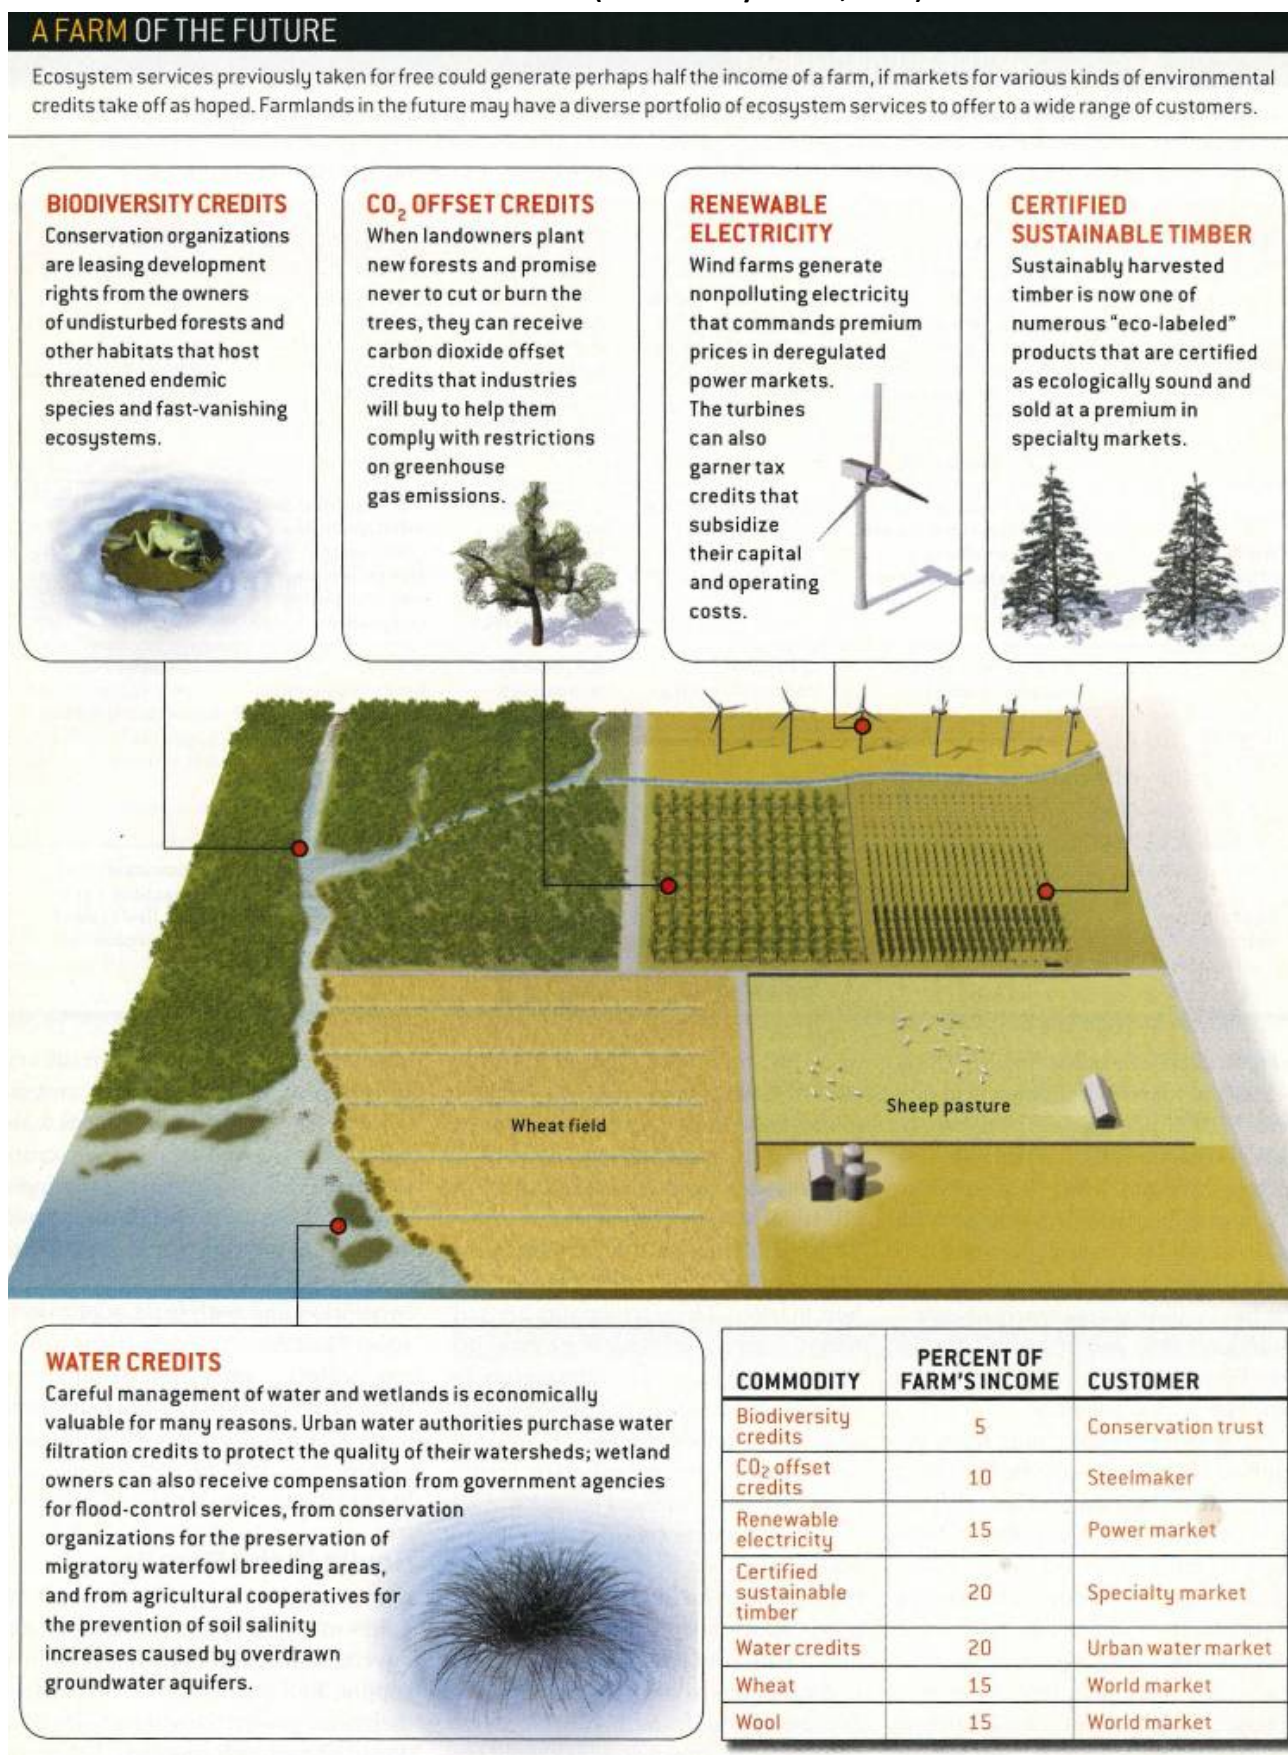 A FARM OF THE FUTURE
Ecosystem services previously taken for free could generate perhaps half the income of a farm, if markets for various kinds of environmental
credits take off as hoped. Farmlands in the future may have a diverse portfolio of ecosystem services to offer to a wide range of customers.
BIODIVERSITY CREDITS
Conservation organizations
are leasing development
rights from the owners
of undisturbed forests and
other habitats that host
threatened endemic
species and fast-vanishing
ecosystems.
CO₂ OFFSET CREDITS
When landowners plant
new forests and promise
never to cut or burn the
trees, they can receive
carbon dioxide offset
credits that industries
will buy to help them
comply with restrictions
on greenhouse
gas emissions.
RENEWABLE
ELECTRICITY
Wind farms generate
nonpolluting electricity
that commands premium
prices in deregulated
power markets.
The turbines
can also
garner tax
credits that
subsidize
their capital
and operating
costs.
CERTIFIED
SUSTAINABLE TIMBER
Sustainably harvested
timber is now one of
numerous “eco-labeled”
products that are certified
as ecologically sound and
sold at a premium in
specialty markets.
Wheat field
Sheep pasture
WATER CREDITS
Careful management of water and wetlands is economically
valuable for many reasons. Urban water authorities purchase water
filtration credits to protect the quality of their watersheds; wetland
owners can also receive compensation from government agencies
for flood-control services, from conservation
organizations for the preservation of
migratory waterfowl breeding areas,
and from agricultural cooperatives for
the prevention of soil salinity
increases caused by overdrawn
groundwater aquifers.
COMMODITY PERCENT OF FARM'S INCOME CUSTOMER
Biodiversity credits 5 Conservation trust
CO₂ offset credits 10 Steelmaker
Renewable electricity 15 Power market
Certified sustainable timber 20 Specialty market
Water credits 20 Urban water market
Wheat 15 World market
Wool 15 World market